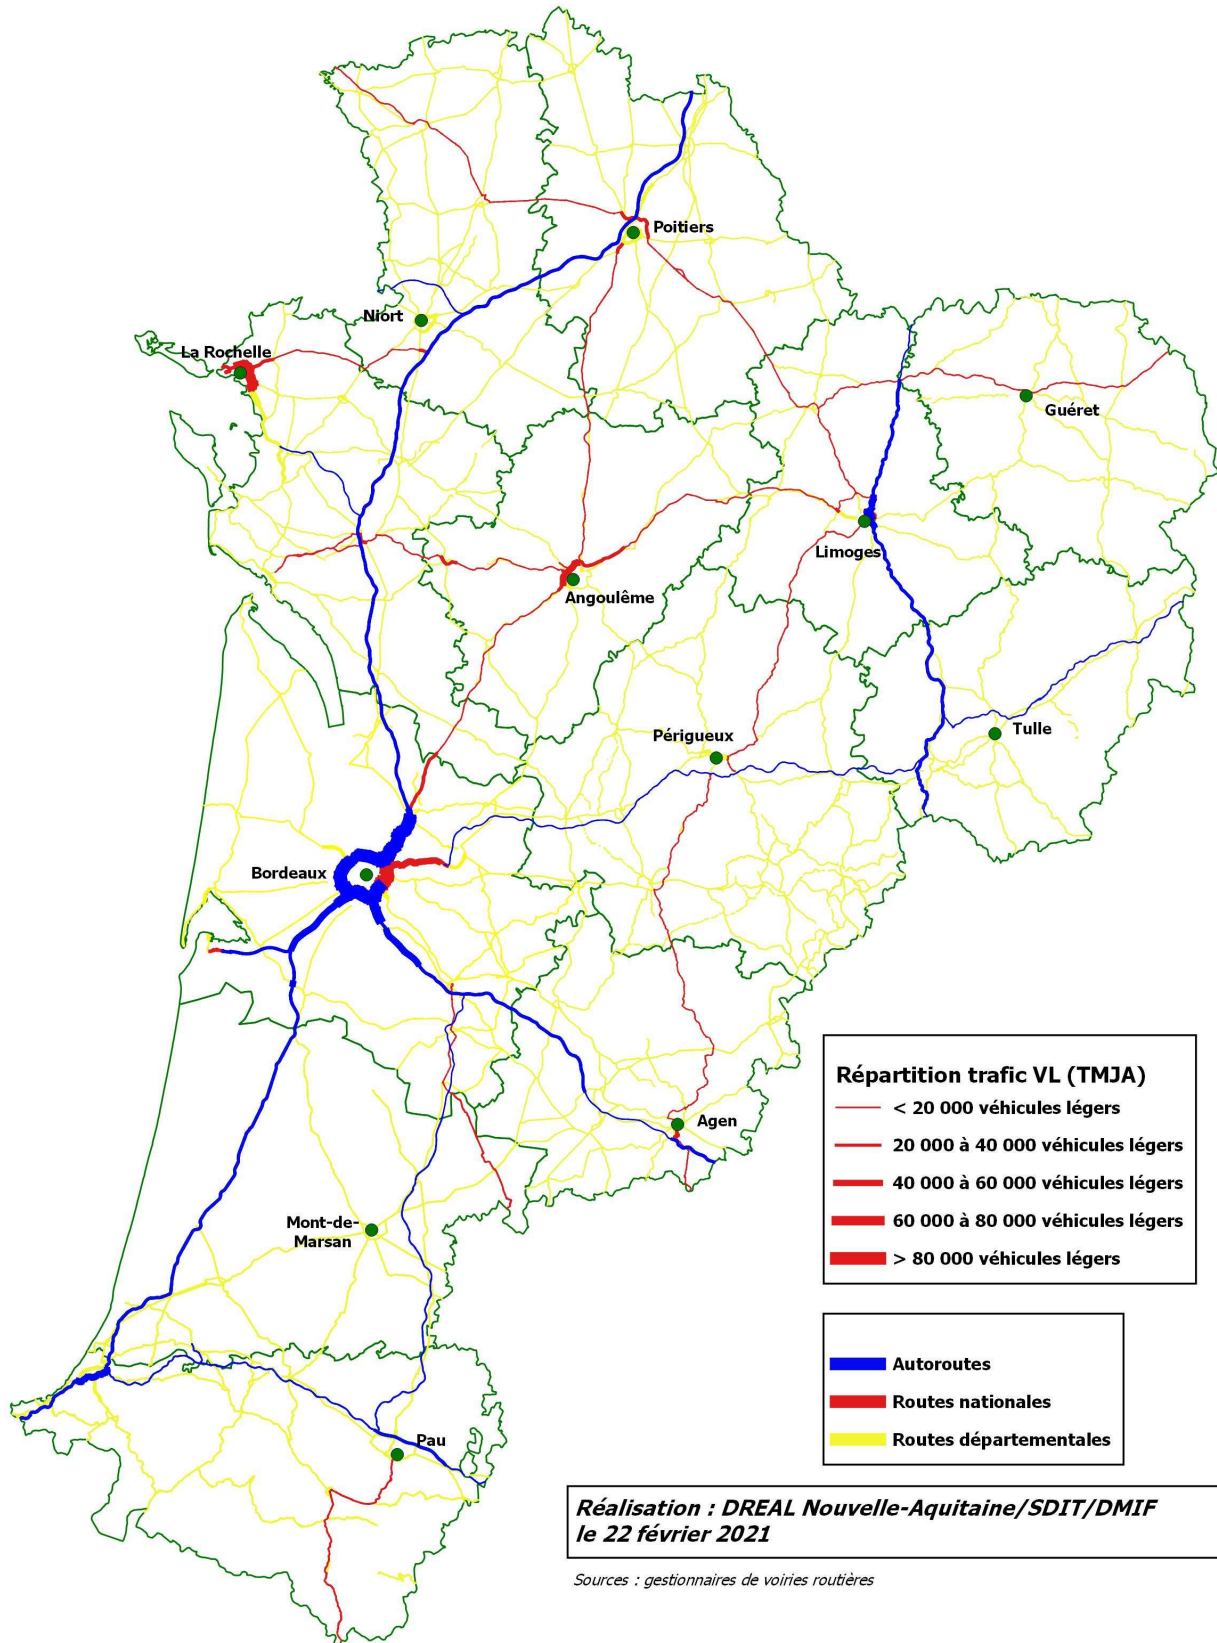 Poitiers
Niort
La Rochelle
Guéret
Limoges
Angoulême
Périgueux
Tulle
Bordeaux
Agen
Mont-de-
Marsan
Pau
Répartition trafic VL (TMJA)
< 20 000 véhicules légers
20 000 à 40 000 véhicules légers
40 000 à 60 000 véhicules légers
60 000 à 80 000 véhicules légers
> 80 000 véhicules légers
Autoroutes
Routes nationales
Routes départementales
Réalisation : DREAL Nouvelle-Aquitaine/SDIT/DMIF
le 22 février 2021
Sources : gestionnaires de voiries routières